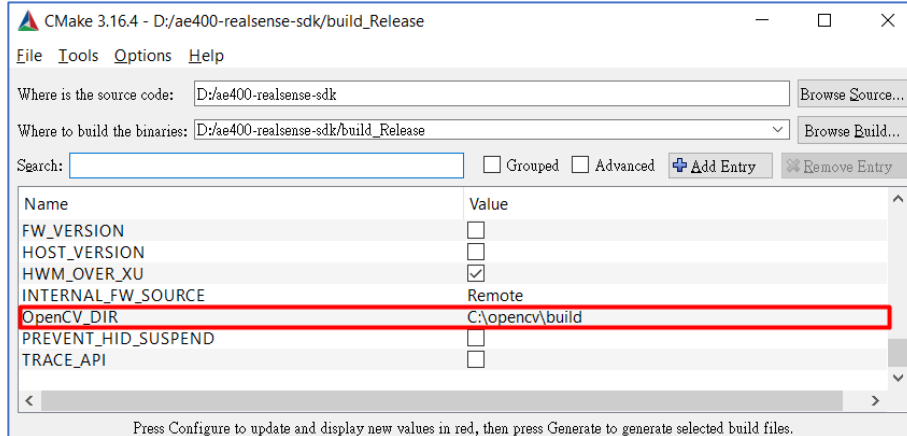 CMake 3.16.4 - D:/ae400-realsense-sdk/build_Release
File Tools Options Help
Where is the source code: D:/ae400-realsense-sdk Browse Source...
Where to build the binaries: D:/ae400-realsense-sdk/build_Release Browse Build...
Search: Grouped Advanced Add Entry Remove Entry
Name Value
FW_VERSION
HOST_VERSION
HWM_OVER_XU
INTERNAL_FW_SOURCE Remote
OpenCV_DIR C:\opencv\build
PREVENT_HID_SUSPEND
TRACE_API
Press Configure to update and display new values in red, then press Generate to generate selected build files.